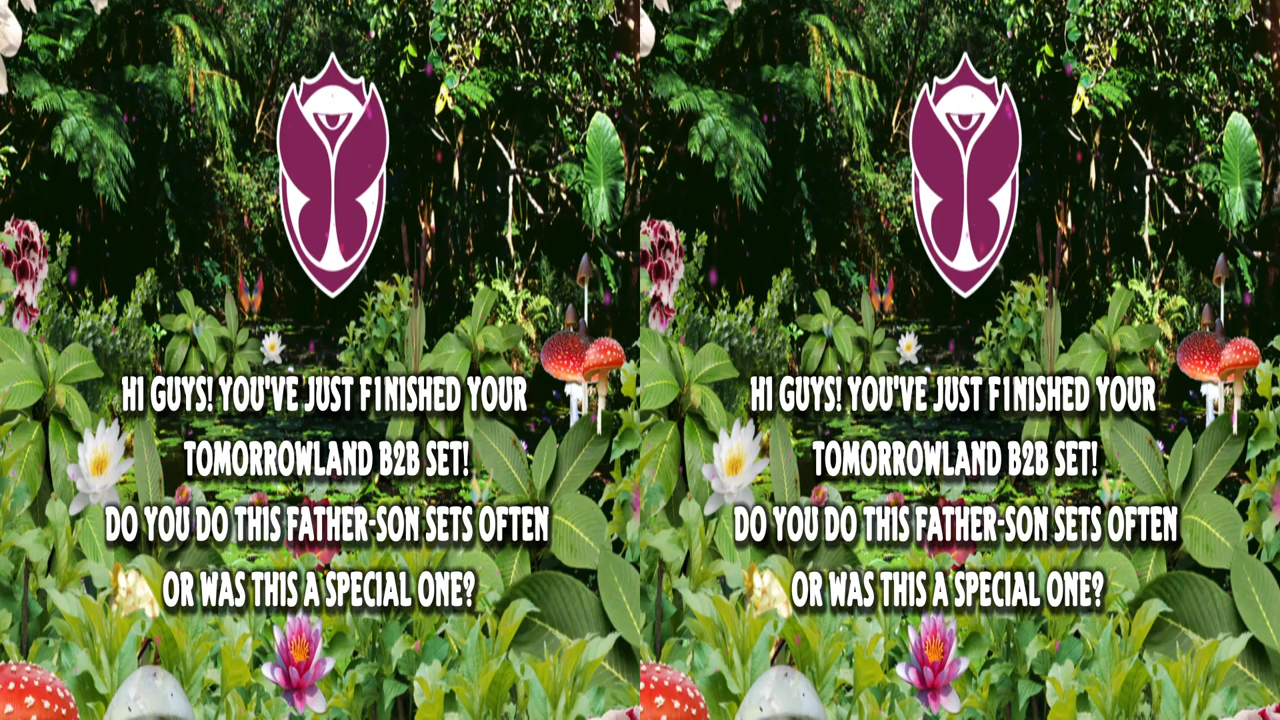 HI GUYS! YOU'VE JUST FINISHED YOUR
TOMORROWLAND B2B SET!
DO YOU DO THIS FATHER-SON SETS OFTEN
OR WAS THIS A SPECIAL ONE?
HI GUYS! YOU'VE JUST FINISHED YOUR
TOMORROWLAND B2B SET!
DO YOU DO THIS FATHER-SON SETS OFTEN
OR WAS THIS A SPECIAL ONE?